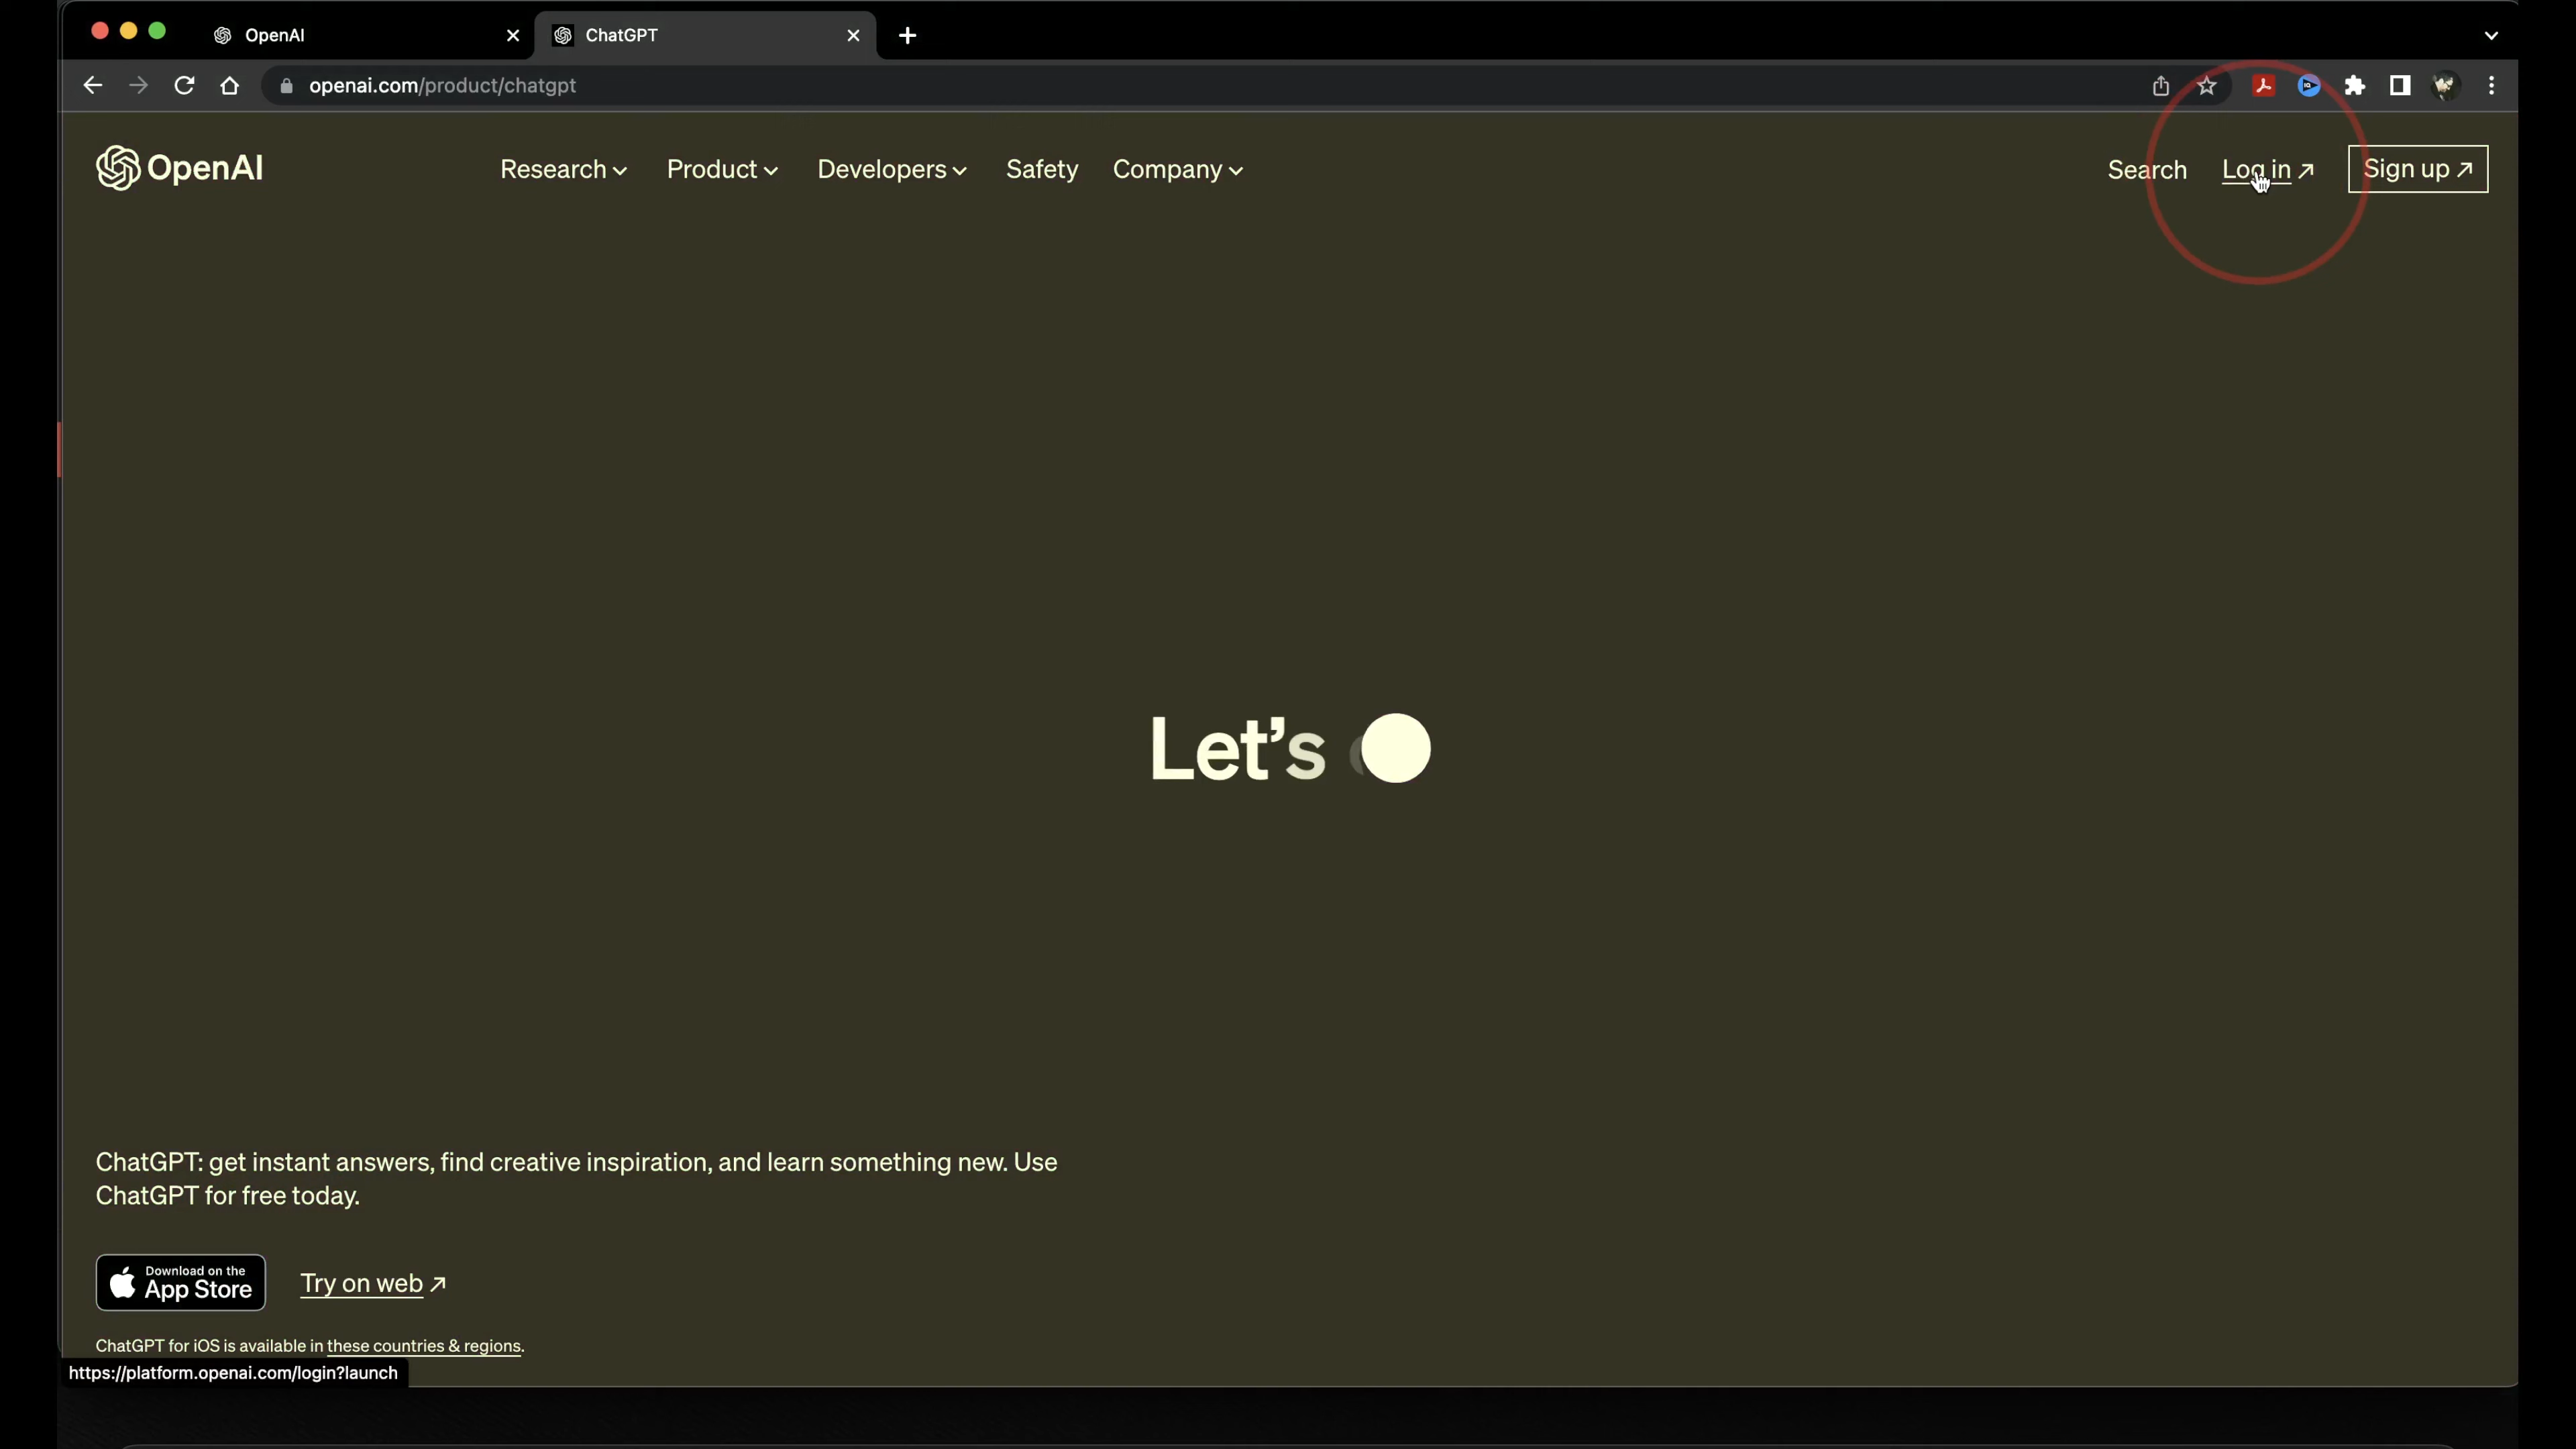 OpenAI
ChatGPT
openai.com/product/chatgpt
OpenAI
Research
Product
Developers
Safety
Company
Search
Log in ↗
Sign up ↗
Let's
ChatGPT: get instant answers, find creative inspiration, and learn something new. Use
ChatGPT for free today.
Download on the
App Store
Try on web ↗
ChatGPT for iOS is available in these countries & regions.
https://platform.openai.com/login?launch